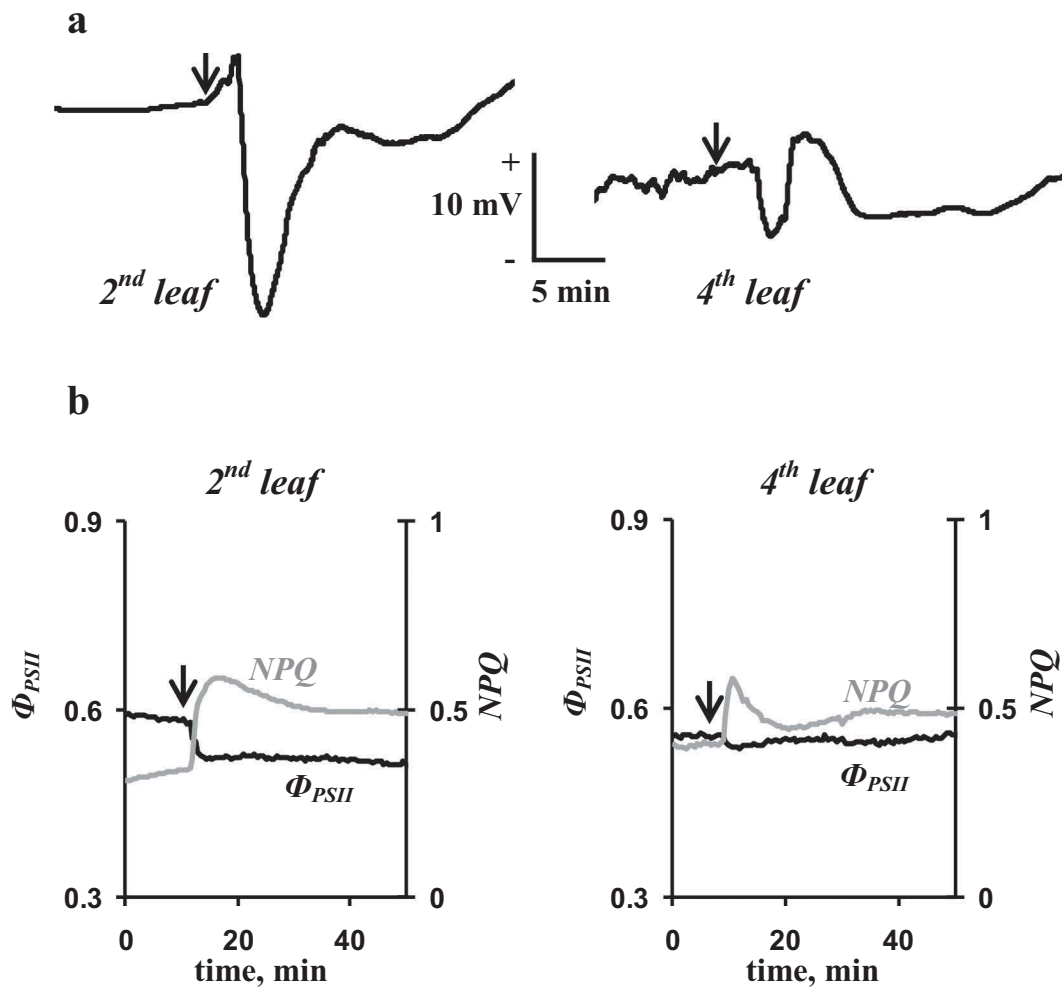 a
+
10 mV
-
5 min
2nd leaf
4th leaf
b
2nd leaf
4th leaf
0.9
0.6
0.3
ΦPSII
1
0.5
0
NPQ
NPQ
ΦPSII
0
20
40
time, min
0.9
0.6
0.3
ΦPSII
1
0.5
0
NPQ
NPQ
ΦPSII
0
20
40
time, min